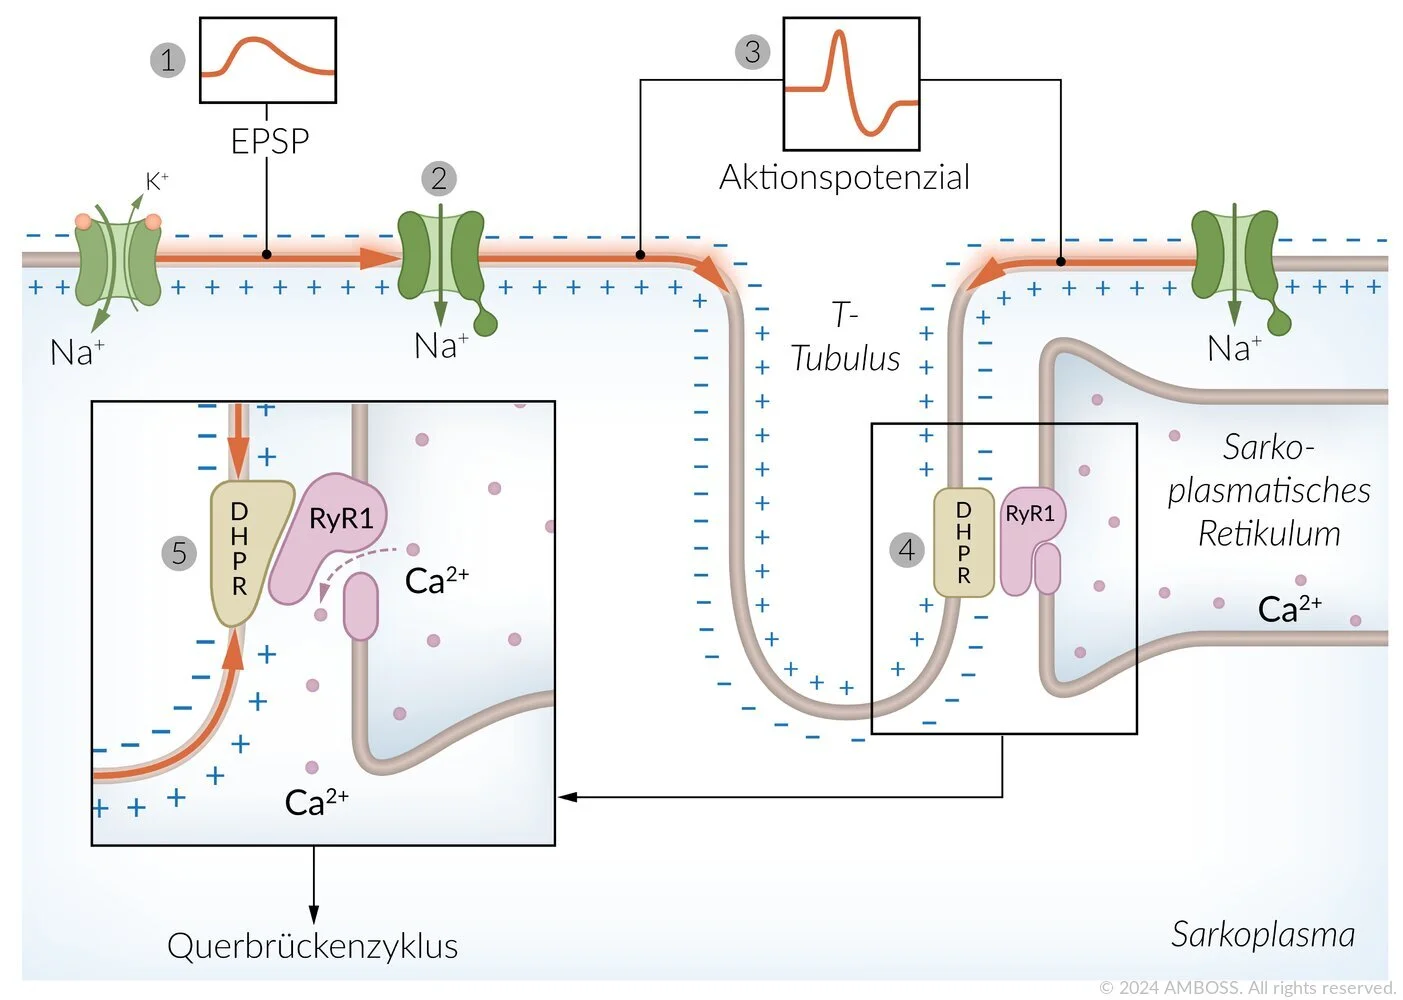 1
EPSP
3
Aktionspotenzial
K⁺
2
Na⁺
Na⁺
Na⁺
T-
Tubulus
Sarko-
plasmatisches
Retikulum
Ca²⁺
4
D
H
P
R
RyR1
5
D
H
P
R
RyR1
Ca²⁺
Ca²⁺
Querbrückenzyklus
Sarkoplasma
© 2024 AMBOSS. All rights reserved.